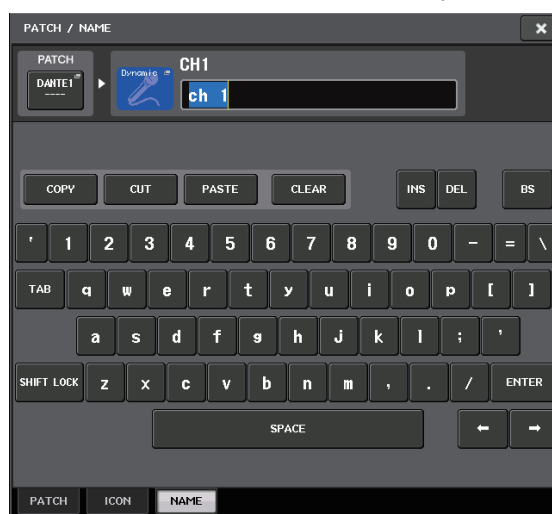 PATCH / NAME
PATCH
DANTE1
----
Dynamic
CH1
ch 1
COPY CUT PASTE CLEAR INS DEL BS
' 1 2 3 4 5 6 7 8 9 0 - = \
TAB q w e r t y u i o p [ ]
a s d f g h j k l ; '
SHIFT LOCK z x c v b n m , . / ENTER
SPACE ← →
PATCH ICON NAME